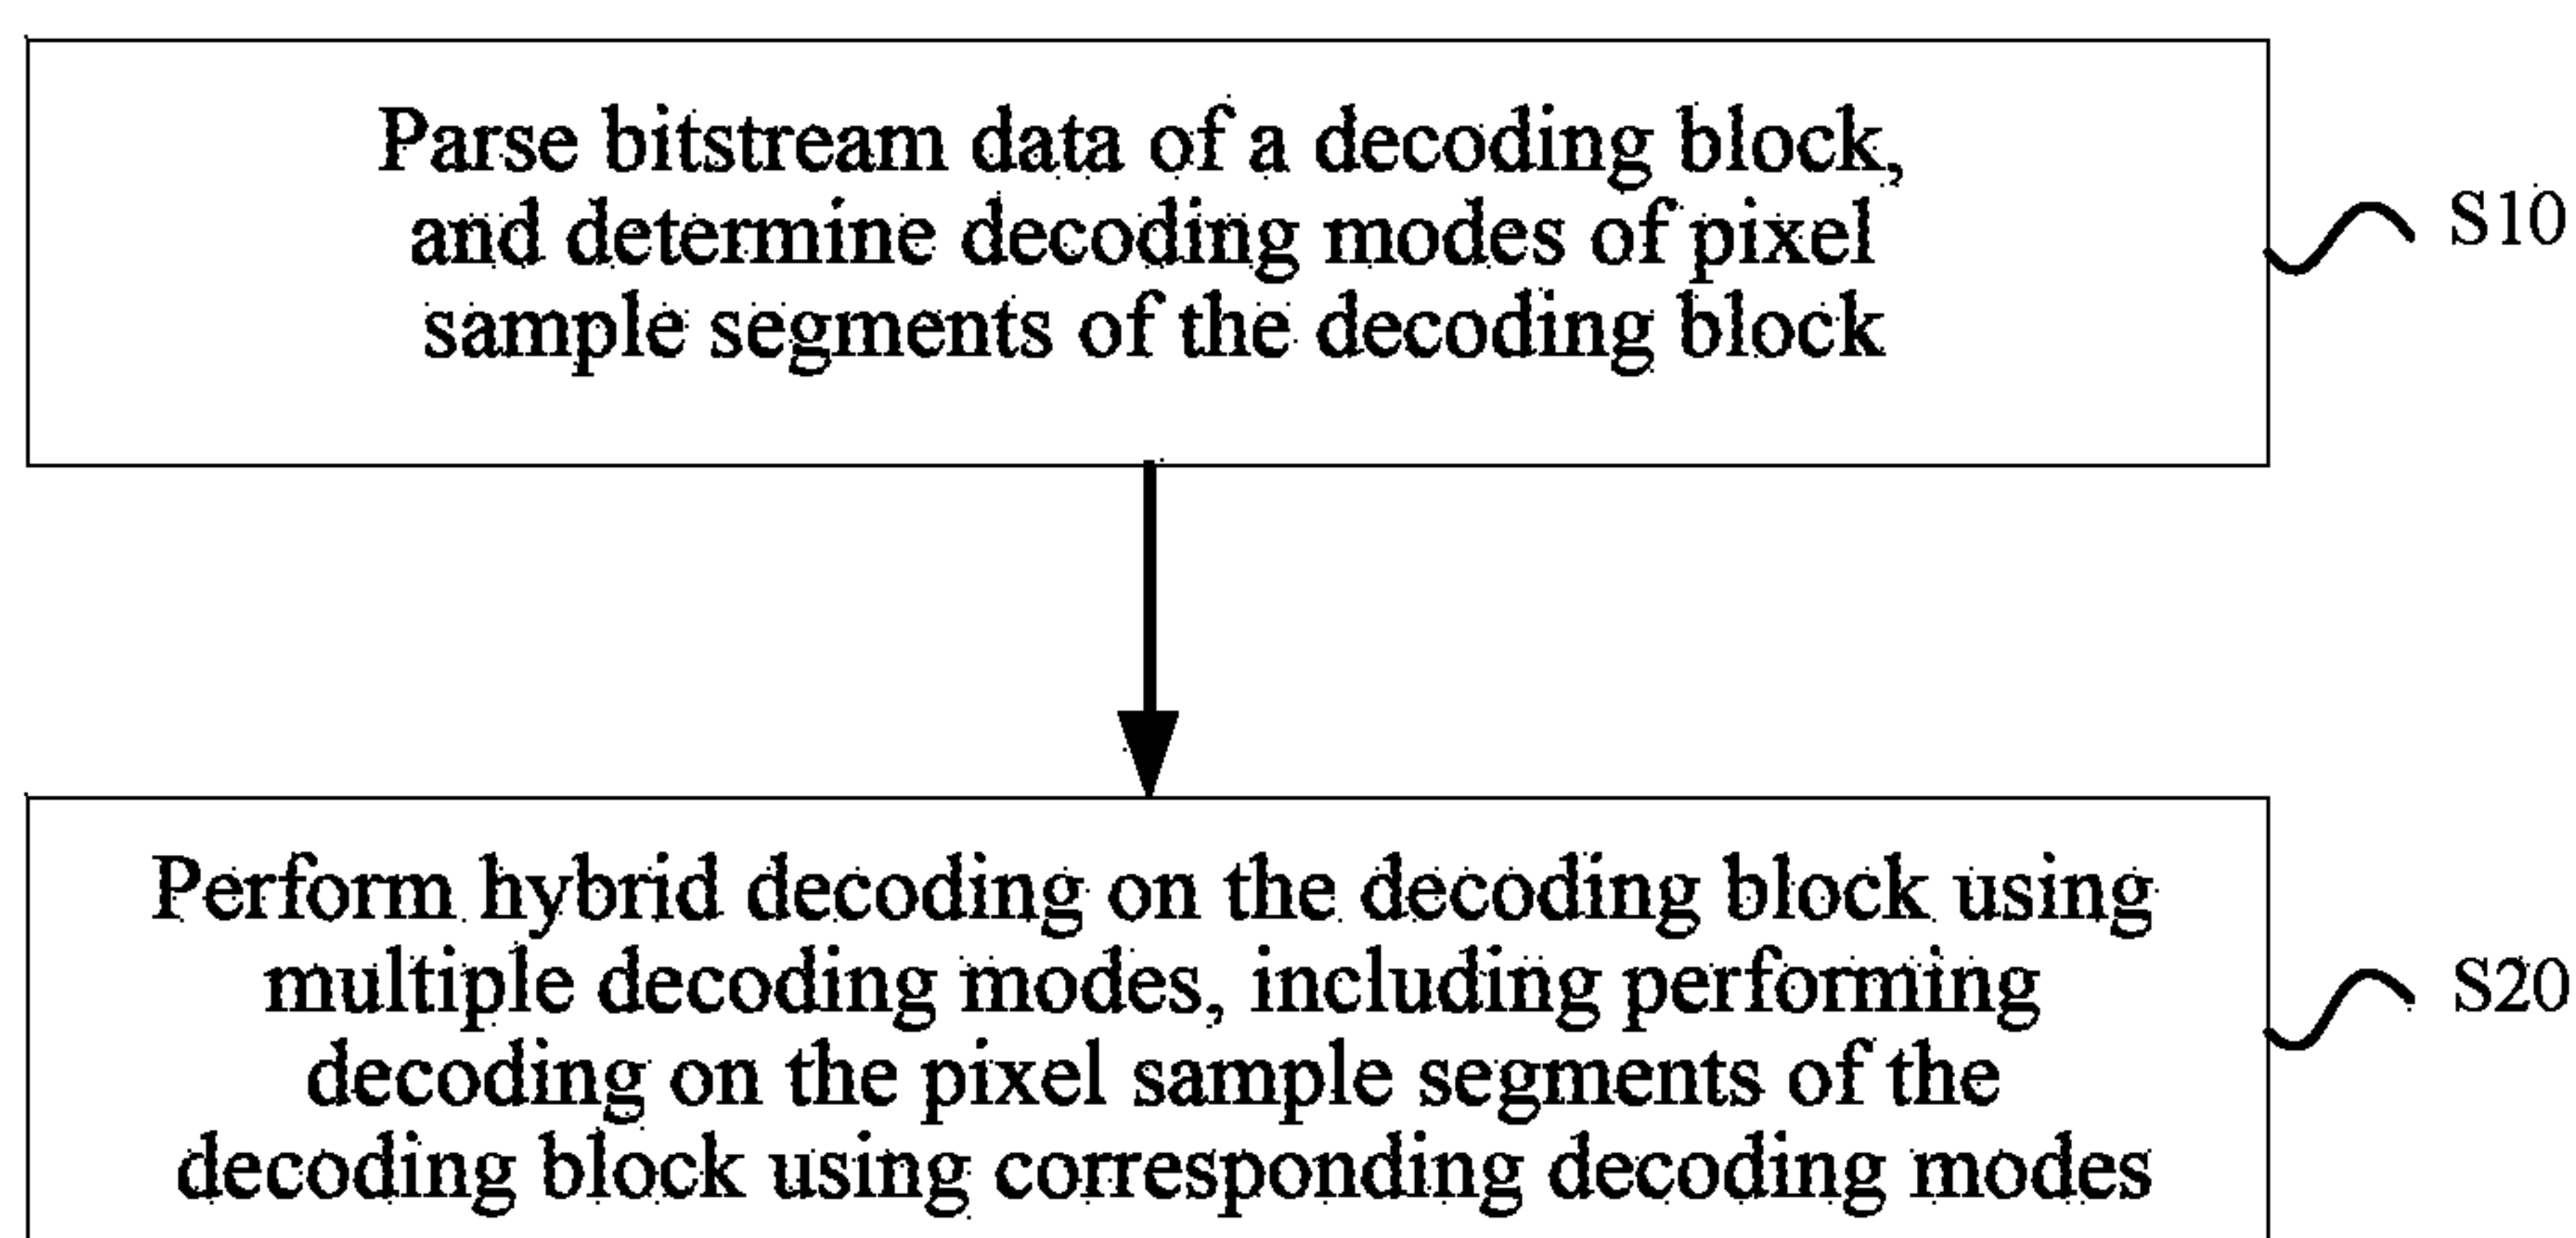 Parse bitstream data of a decoding block,
and determine decoding modes of pixel
sample segments of the decoding block
S10
Perform hybrid decoding on the decoding block using
multiple decoding modes, including performing
decoding on the pixel sample segments of the
decoding block using corresponding decoding modes
S20